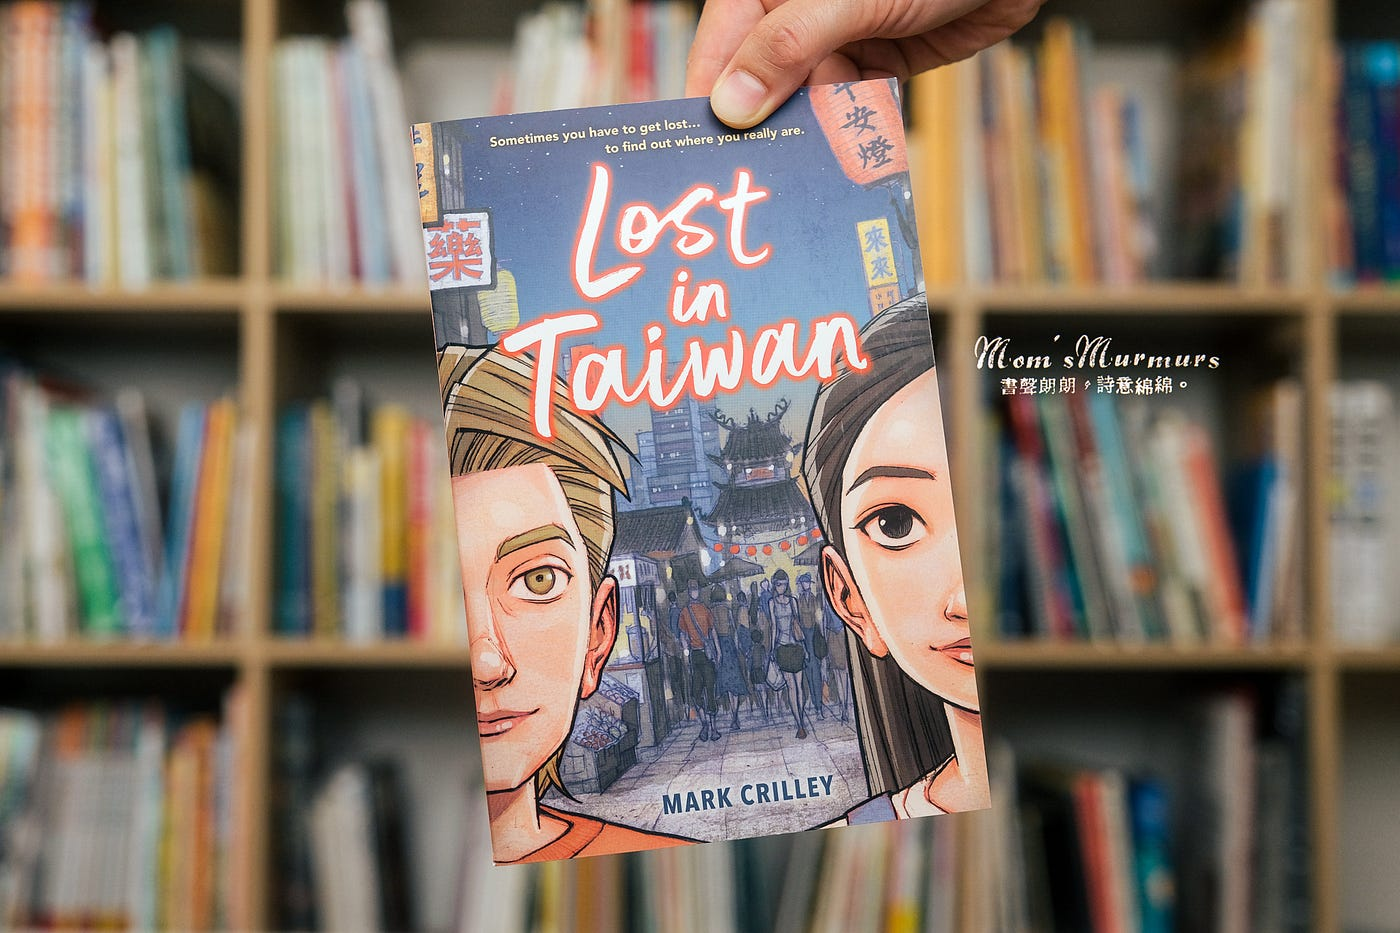 Sometimes you have to get lost...
to find out where you really are.
Lost
in
Taiwan
平安燈
藥
來來
MARK CRILLEY
Mom's Murmurs
書聲朗朗，詩意綿綿。